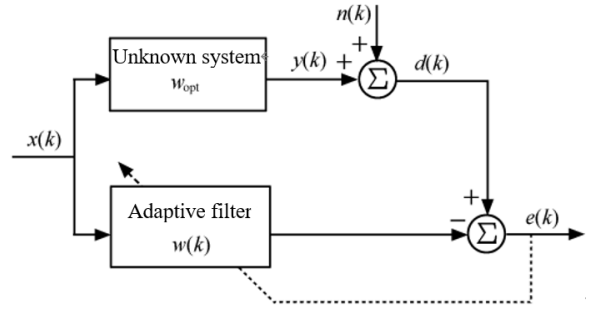 n(k)
+
Unknown system
y(k) + Σ d(k)
w_opt
x(k)
+
Adaptive filter
− e(k)
w(k) Σ